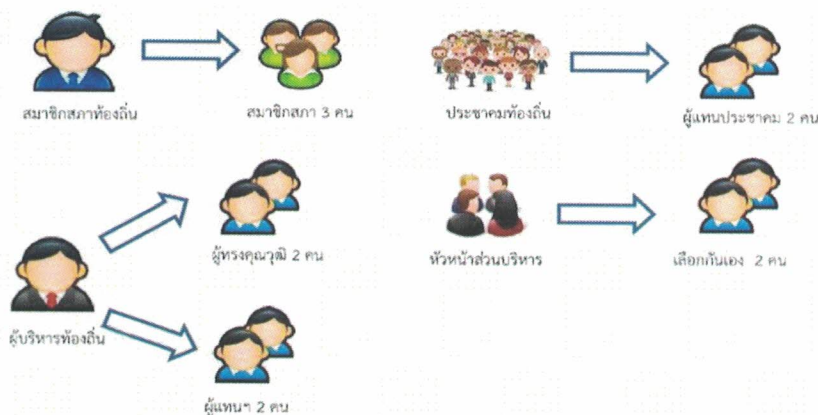 สมาชิกสภาท้องถิ่น
สมาชิกสภา 3 คน
ประชาคมท้องถิ่น
ผู้แทนประชาคม 2 คน
ผู้ทรงคุณวุฒิ 2 คน
หัวหน้าส่วนบริหาร
เลือกกันเอง 2 คน
ผู้บริหารท้องถิ่น
ผู้แทนฯ 2 คน